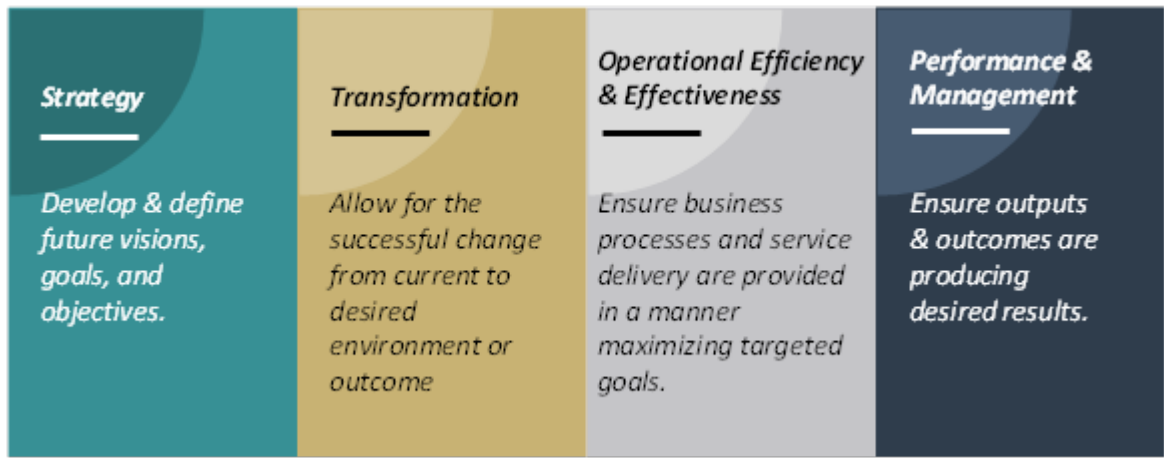 Strategy
Develop & define
future visions,
goals, and
objectives.
Transformation
Allow for the
successful change
from current to
desired
environment or
outcome
Operational Efficiency
& Effectiveness
Ensure business
processes and service
delivery are provided
in a manner
maximizing targeted
goals.
Performance &
Management
Ensure outputs
& outcomes are
producing
desired results.